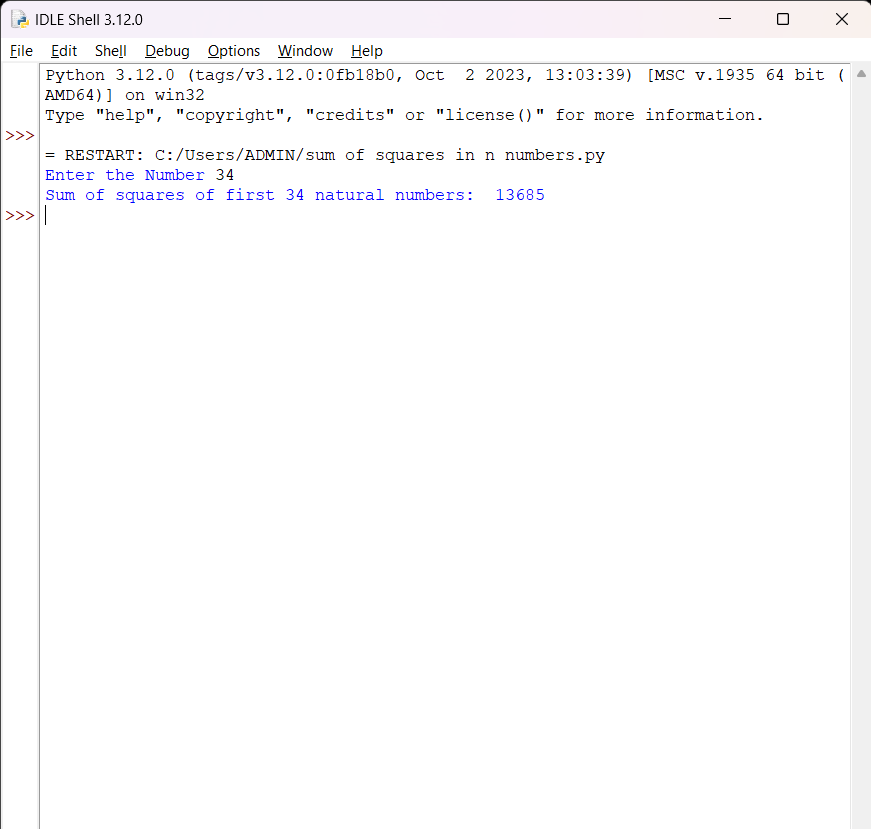 IDLE Shell 3.12.0
File Edit Shell Debug Options Window Help
Python 3.12.0 (tags/v3.12.0:0fb18b0, Oct  2 2023, 13:03:39) [MSC v.1935 64 bit (
AMD64)] on win32
Type "help", "copyright", "credits" or "license()" for more information.
>>>
= RESTART: C:/Users/ADMIN/sum of squares in n numbers.py
Enter the Number 34
Sum of squares of first 34 natural numbers:  13685
>>>